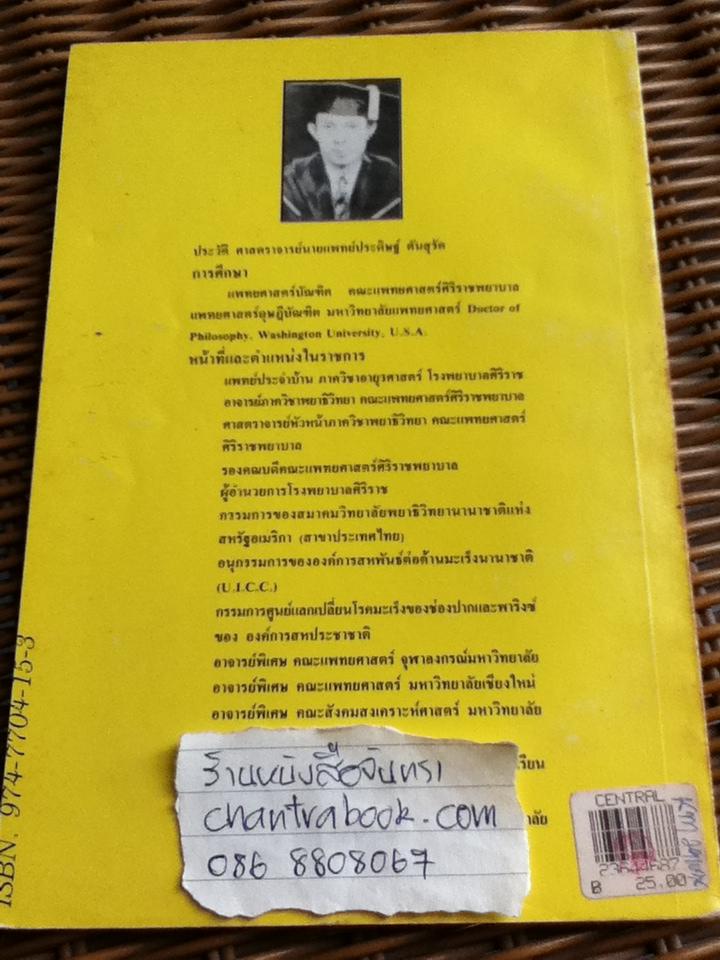 ประวัติ ศาสตราจารย์นายแพทย์ประดิษฐ์ ตันสุรัต
การศึกษา
แพทยศาสตร์บัณฑิต คณะแพทยศาสตร์ศิริราชพยาบาล
แพทยศาสตร์ดุษฎีบัณฑิต มหาวิทยาลัยแพทยศาสตร์ Doctor of
Philosophy, Washington University, U.S.A.
หน้าที่และตำแหน่งในราชการ
แพทย์ประจำบ้าน ภาควิชาอายุรศาสตร์ โรงพยาบาลศิริราช
อาจารย์ภาควิชาพยาธิวิทยา คณะแพทยศาสตร์ศิริราชพยาบาล
ศาสตราจารย์หัวหน้าภาควิชาพยาธิวิทยา คณะแพทยศาสตร์
ศิริราชพยาบาล
รองคณบดีคณะแพทยศาสตร์ศิริราชพยาบาล
ผู้อำนวยการโรงพยาบาลศิริราช
กรรมการของสมาคมวิทยาลัยพยาธิวิทยานานาชาติแห่ง
สหรัฐอเมริกา (สาขาประเทศไทย)
อนุกรรมการขององค์การสหพันธ์ต่อต้านมะเร็งนานาชาติ
(U.I.C.C.)
กรรมการศูนย์แลกเปลี่ยนโรคมะเร็งของช่องปากและฟาริงซ์
ของ องค์การสหประชาชาติ
อาจารย์พิเศษ คณะแพทยศาสตร์ จุฬาลงกรณ์มหาวิทยาลัย
อาจารย์พิเศษ คณะแพทยศาสตร์ มหาวิทยาลัยเชียงใหม่
อาจารย์พิเศษ คณะสังคมสงเคราะห์ศาสตร์ มหาวิทยาลัย
ร้านหนังสือจันทรา
chantrabook.com
086 8808067
ISBN. 974-7704-15-3
CENTRAL
B 25.00